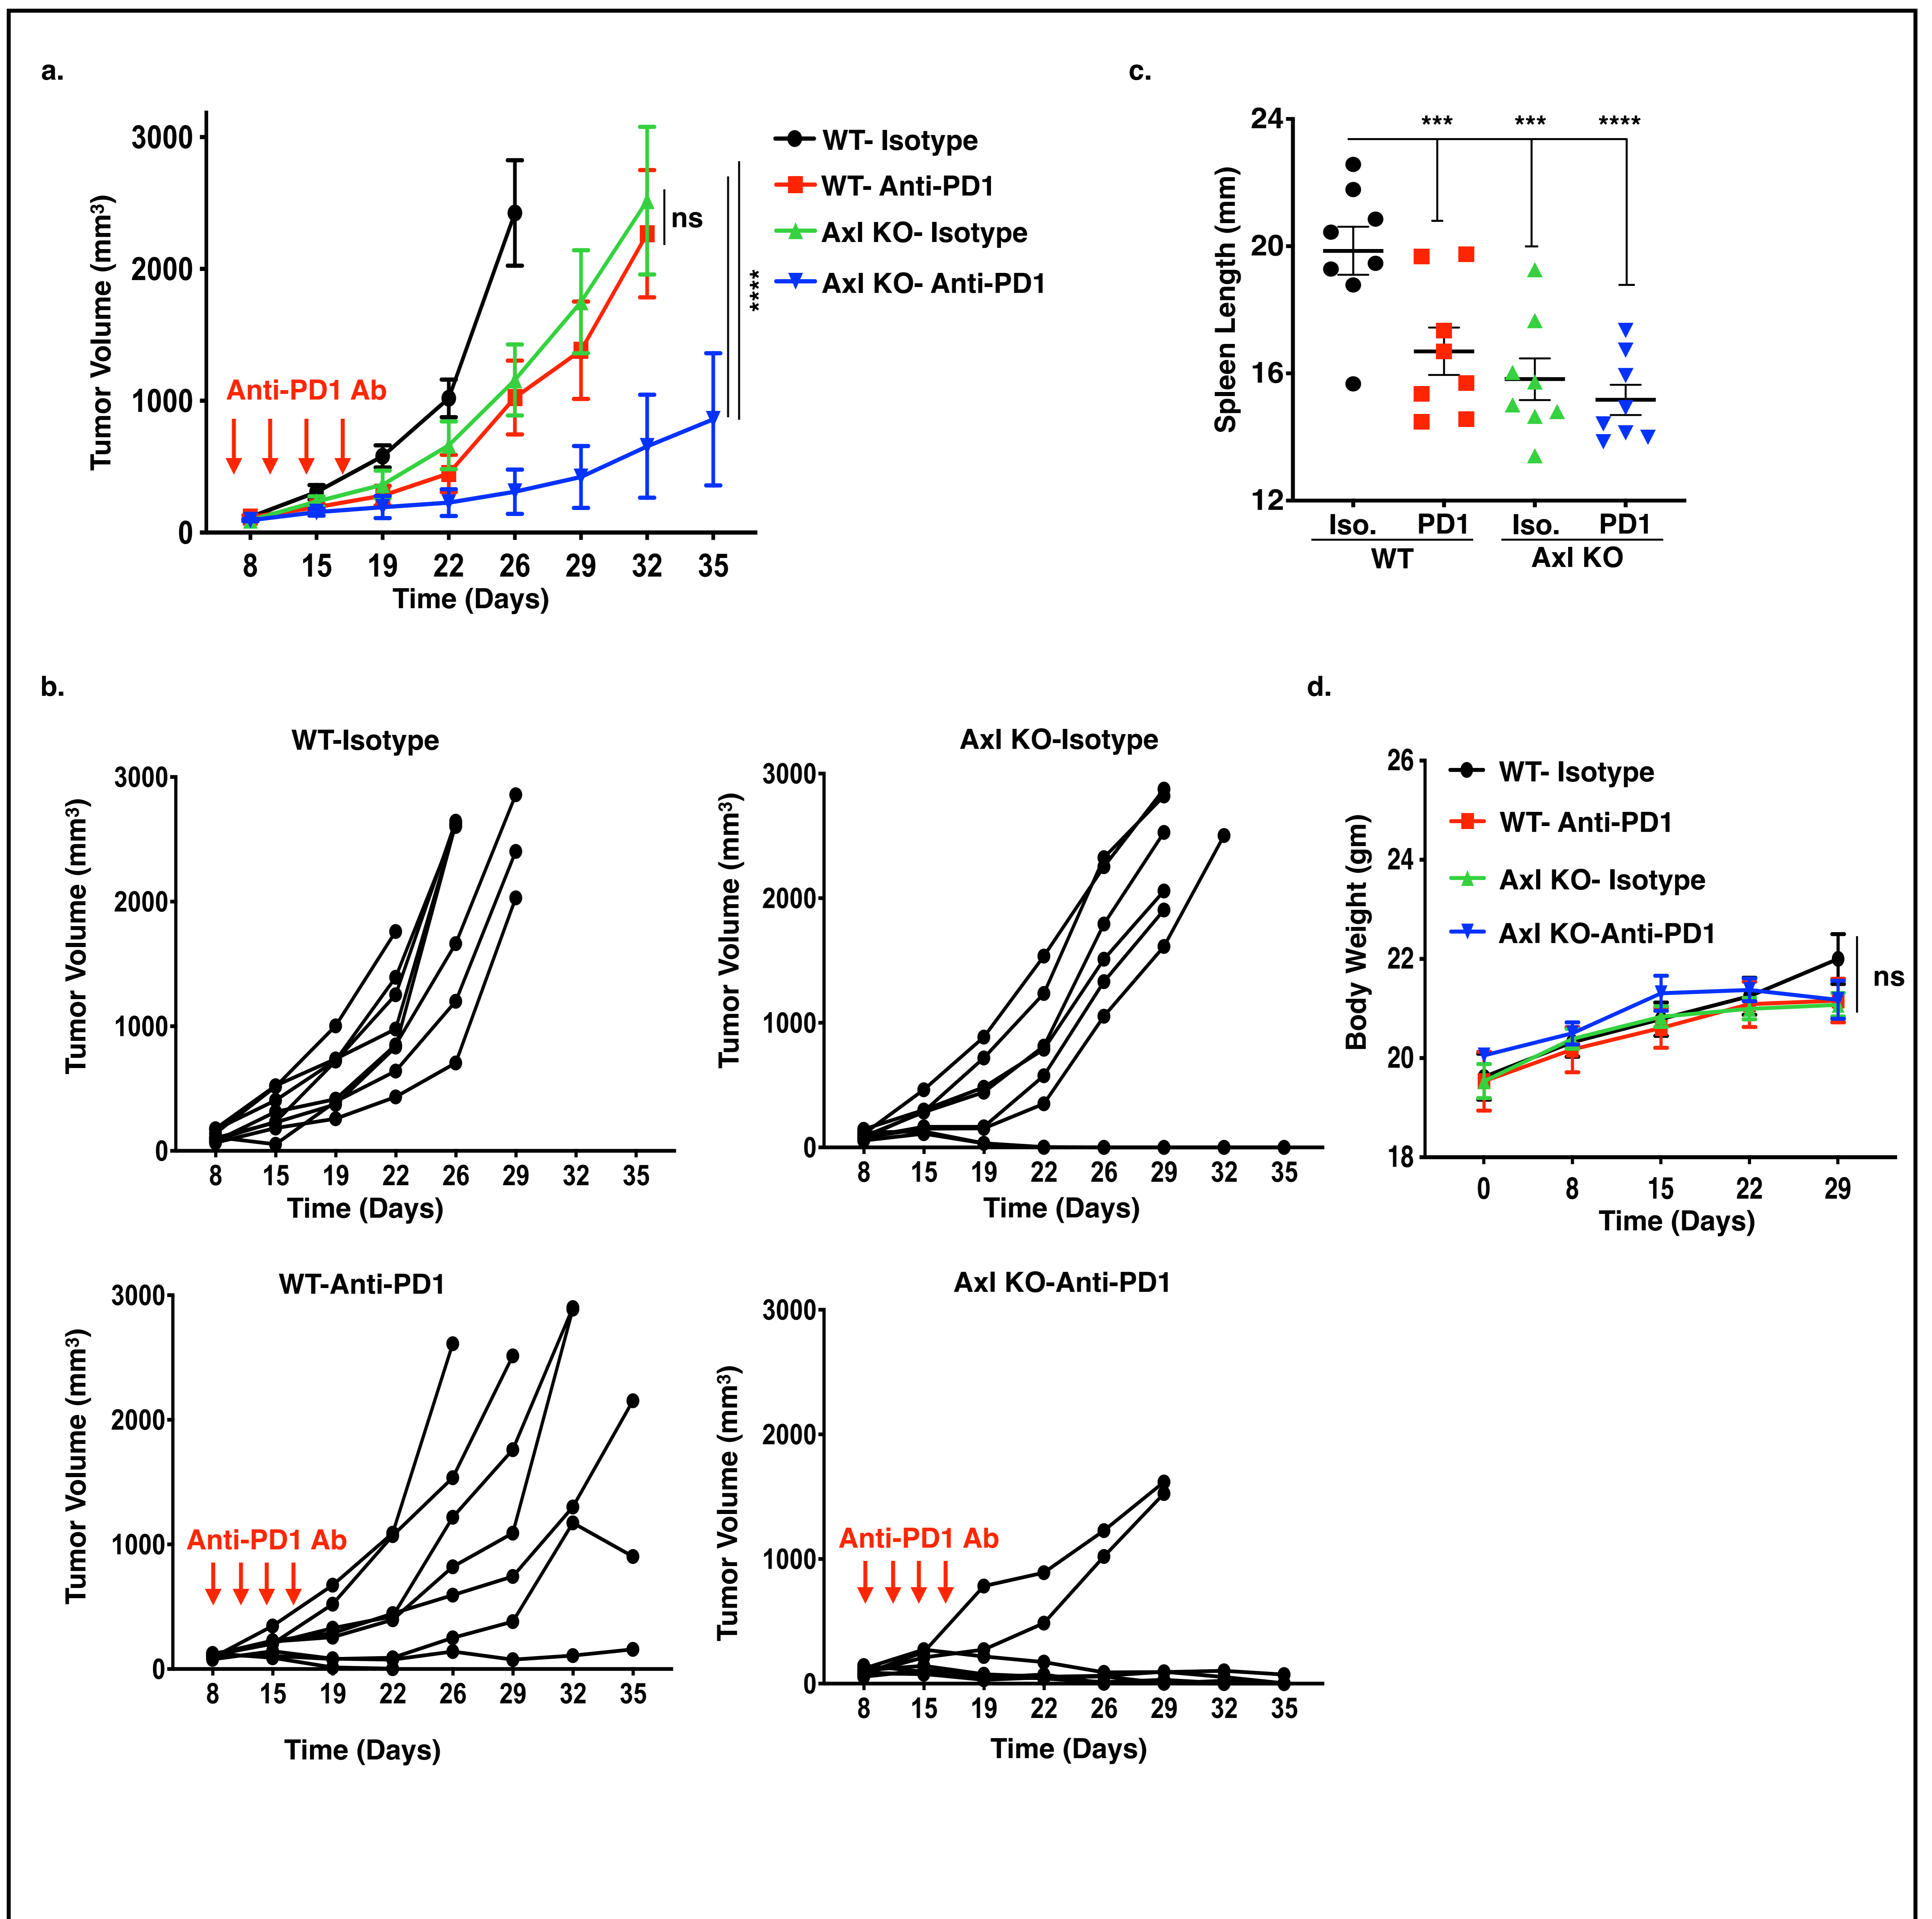 a.
3000
2000
1000
0
Tumor Volume (mm³)
Anti-PD1 Ab
8 15 19 22 26 29 32 35
Time (Days)
ns
****
WT- Isotype
WT- Anti-PD1
Axl KO- Isotype
Axl KO- Anti-PD1
c.
24
20
16
12
Spleen Length (mm)
*** *** ****
Iso. PD1 Iso. PD1
WT Axl KO
b.
WT-Isotype
3000
2000
1000
0
Tumor Volume (mm³)
8 15 19 22 26 29 32 35
Time (Days)
Axl KO-Isotype
3000
2000
1000
0
Tumor Volume (mm³)
8 15 19 22 26 29 32 35
Time (Days)
d.
26
24
22
20
18
Body Weight (gm)
WT- Isotype
WT- Anti-PD1
Axl KO- Isotype
Axl KO-Anti-PD1
ns
0 8 15 22 29
Time (Days)
WT-Anti-PD1
3000
2000
1000
0
Tumor Volume (mm³)
Anti-PD1 Ab
8 15 19 22 26 29 32 35
Time (Days)
Axl KO-Anti-PD1
3000
2000
1000
0
Tumor Volume (mm³)
Anti-PD1 Ab
8 15 19 22 26 29 32 35
Time (Days)